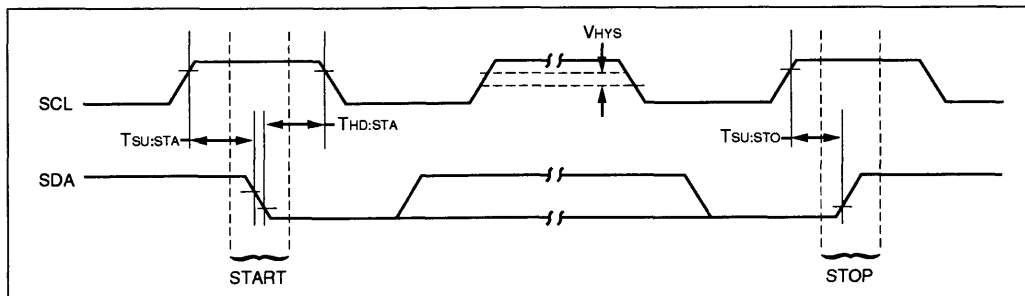 VHYS
SCL
TSU:STA
THD:STA
TSU:STO
SDA
START
STOP